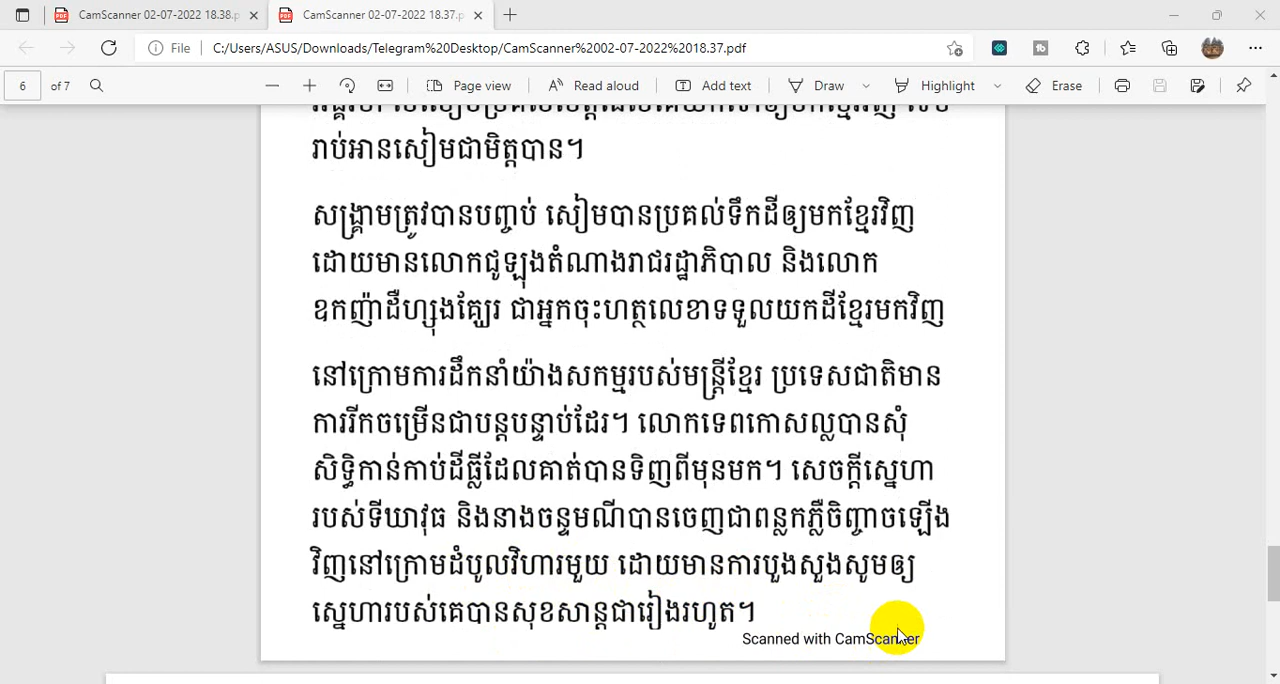 CamScanner 02-07-2022 18.38.p
CamScanner 02-07-2022 18.37.p
File
C:/Users/ASUS/Downloads/Telegram%20Desktop/CamScanner%2002-07-2022%2018.37.pdf
6 of 7
Page view
Read aloud
Add text
Draw
Highlight
Erase
រាប់អានសៀមជាមិត្តបាន។
សង្គ្រាមត្រូវបានបញ្ចប់ សៀមបានប្រគល់ទឹកដីឲ្យមកខ្មែរវិញ
ដោយមានលោកជូឡុងតំណាងរាជរដ្ឋាភិបាល និងលោក
ឧកញ៉ាដឺហ្សុងគ្ឃែរ ជាអ្នកចុះហត្ថលេខាទទួលយកដីខ្មែរមកវិញ
នៅក្រោមការដឹកនាំយ៉ាងសកម្មរបស់មន្ត្រីខ្មែរ ប្រទេសជាតិមាន
ការរីកចម្រើនជាបន្តបន្ទាប់ដែរ។ លោកទេពកោសល្លបានសុំ
សិទ្ធិកាន់កាប់ដីធ្លីដែលគាត់បានទិញពីមុនមក។ សេចក្ដីស្នេហា
របស់ទីឃាវុធ និងនាងចន្ទមណីបានចេញជាពន្លកភ្លឺចិញ្ចាចឡើង
វិញនៅក្រោមដំបូលវិហារមួយ ដោយមានការបួងសួងសូមឲ្យ
ស្នេហារបស់គេបានសុខសាន្តជារៀងរហូត។
Scanned with CamScanner